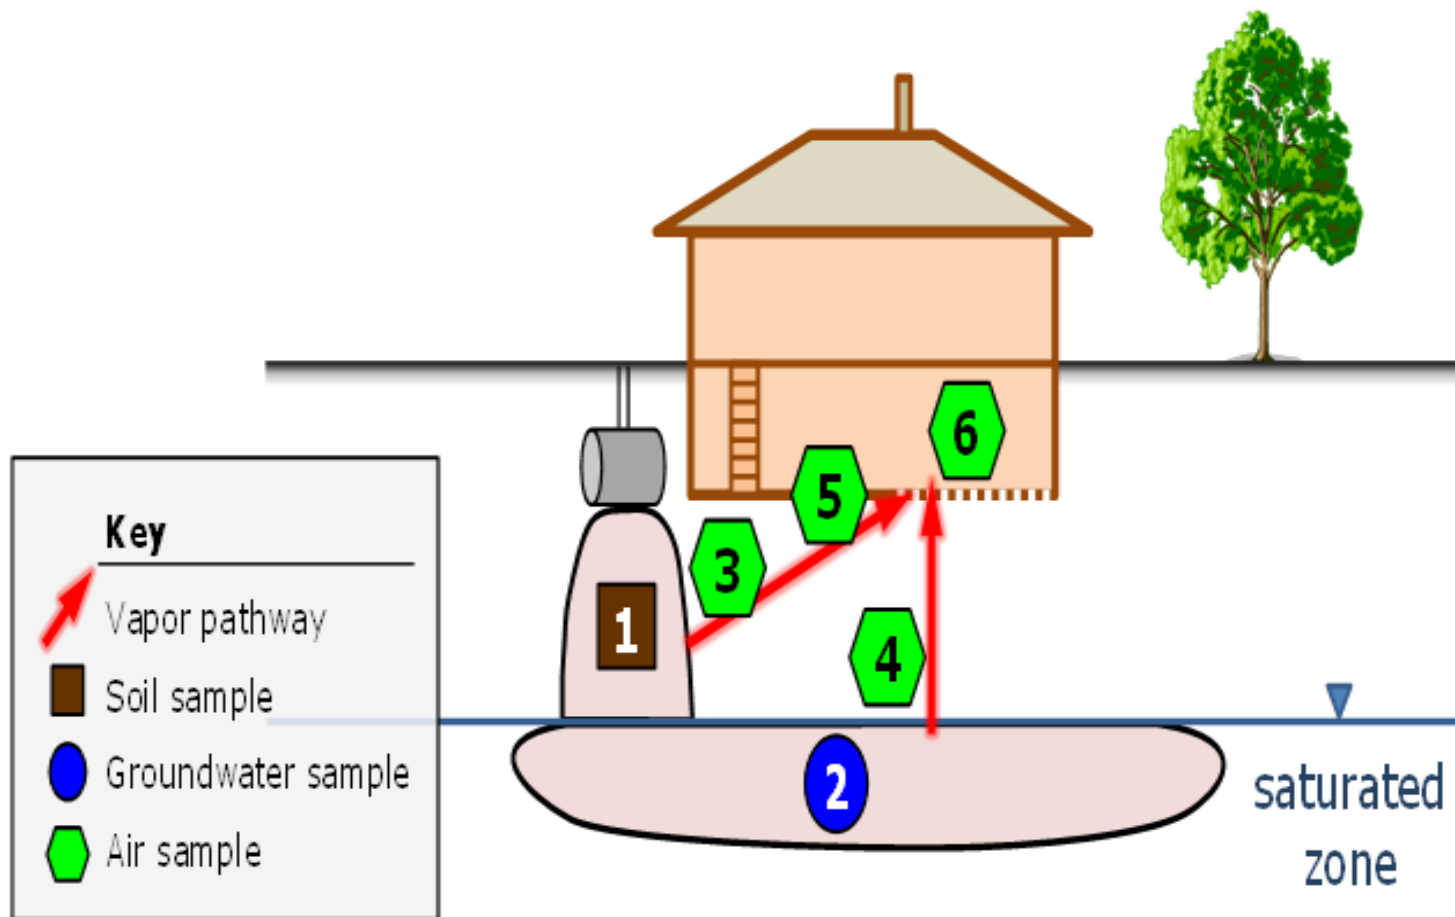 6
5
3
1
4
2
Key
Vapor pathway
Soil sample
Groundwater sample
Air sample
saturated
zone